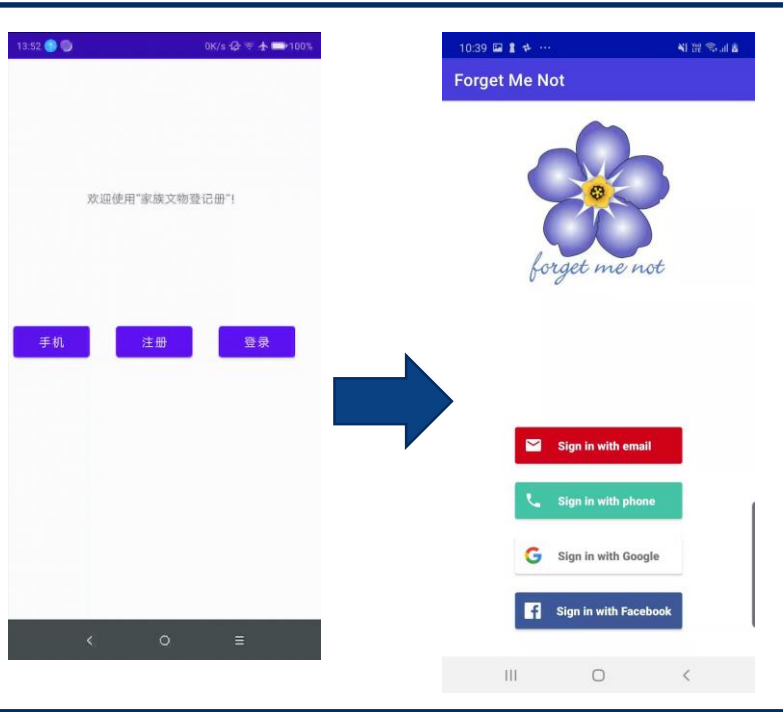 13:52
0K/s
100%
欢迎使用"家族文物登记册"!
手机
注册
登录
10:39
Forget Me Not
forget me not
Sign in with email
Sign in with phone
Sign in with Google
Sign in with Facebook